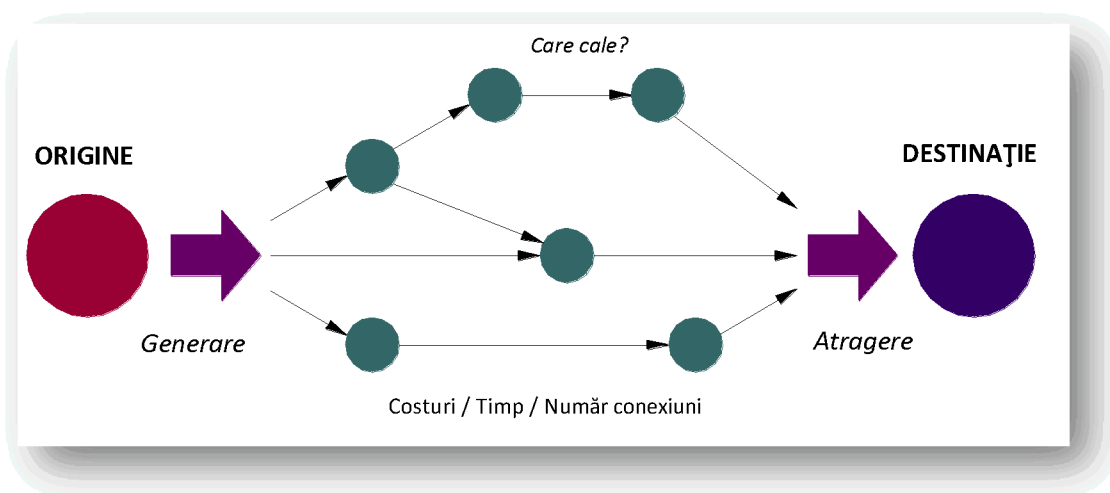 Care cale?
ORIGINE
DESTINAŢIE
Generare
Atragere
Costuri / Timp / Număr conexiuni